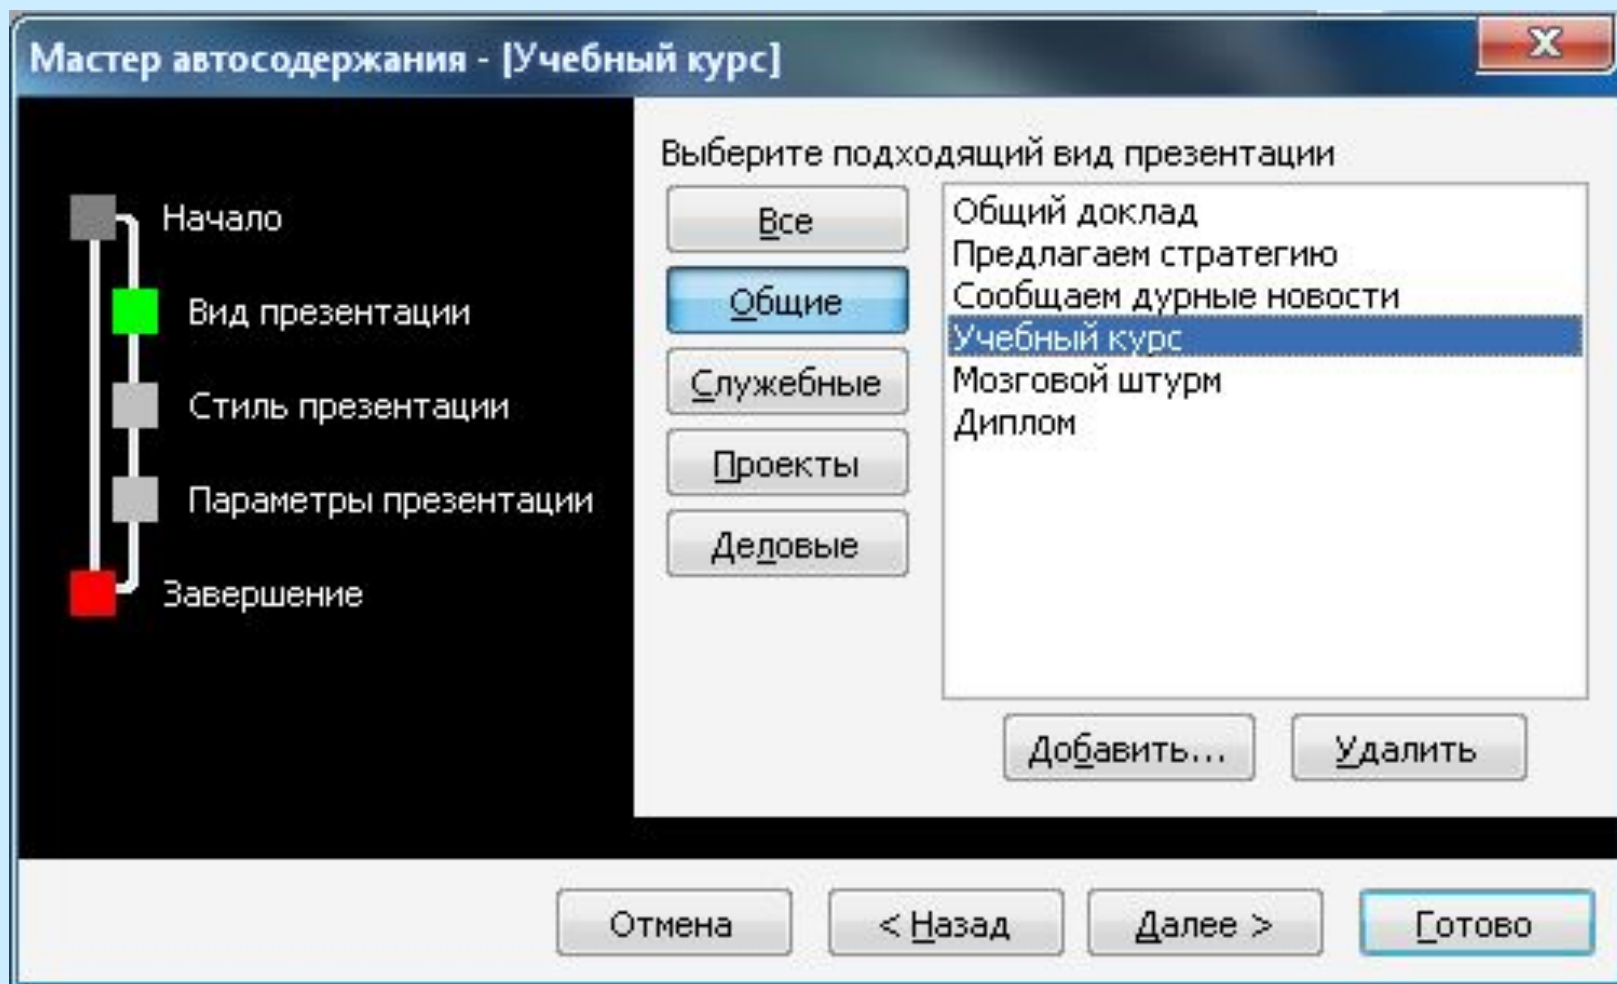 Мастер автосодержания - [Учебный курс]
Начало
Вид презентации
Стиль презентации
Параметры презентации
Завершение
Выберите подходящий вид презентации
Все
Общие
Служебные
Проекты
Деловые
Общий доклад
Предлагаем стратегию
Сообщаем дурные новости
Учебный курс
Мозговой штурм
Диплом
Добавить...
Удалить
Отмена
< Назад
Далее >
Готово